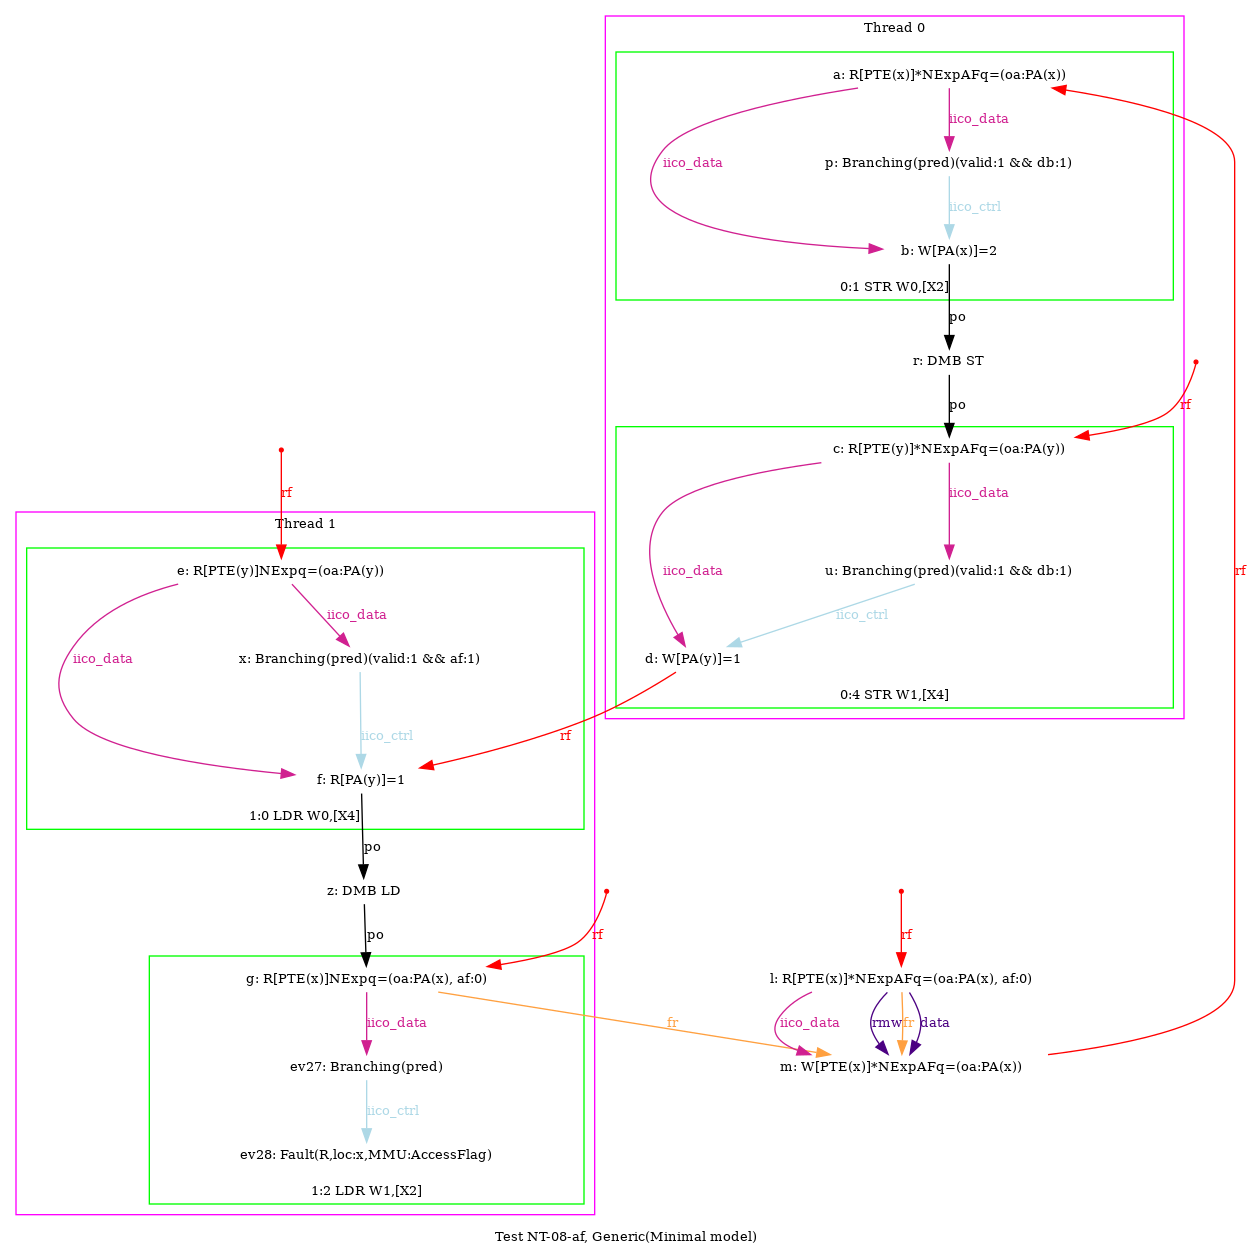 Thread 0
a: R[PTE(x)]*NExpAFq=(oa:PA(x))
iico_data
iico_data
p: Branching(pred)(valid:1 && db:1)
iico_ctrl
b: W[PA(x)]=2
0:1 STR W0,[X2]
po
r: DMB ST
po
rf
c: R[PTE(y)]*NExpAFq=(oa:PA(y))
rf
iico_data
Thread 1
e: R[PTE(y)]NExpq=(oa:PA(y))
iico_data
u: Branching(pred)(valid:1 && db:1)
rf
iico_data
iico_ctrl
iico_data
x: Branching(pred)(valid:1 && af:1)
d: W[PA(y)]=1
0:4 STR W1,[X4]
iico_ctrl
rf
f: R[PA(y)]=1
1:0 LDR W0,[X4]
po
z: DMB LD
po
rf
rf
g: R[PTE(x)]NExpq=(oa:PA(x), af:0)
l: R[PTE(x)]*NExpAFq=(oa:PA(x), af:0)
iico_data
fr
iico_data
rmw
fr
data
ev27: Branching(pred)
m: W[PTE(x)]*NExpAFq=(oa:PA(x))
iico_ctrl
ev28: Fault(R,loc:x,MMU:AccessFlag)
1:2 LDR W1,[X2]
Test NT-08-af, Generic(Minimal model)